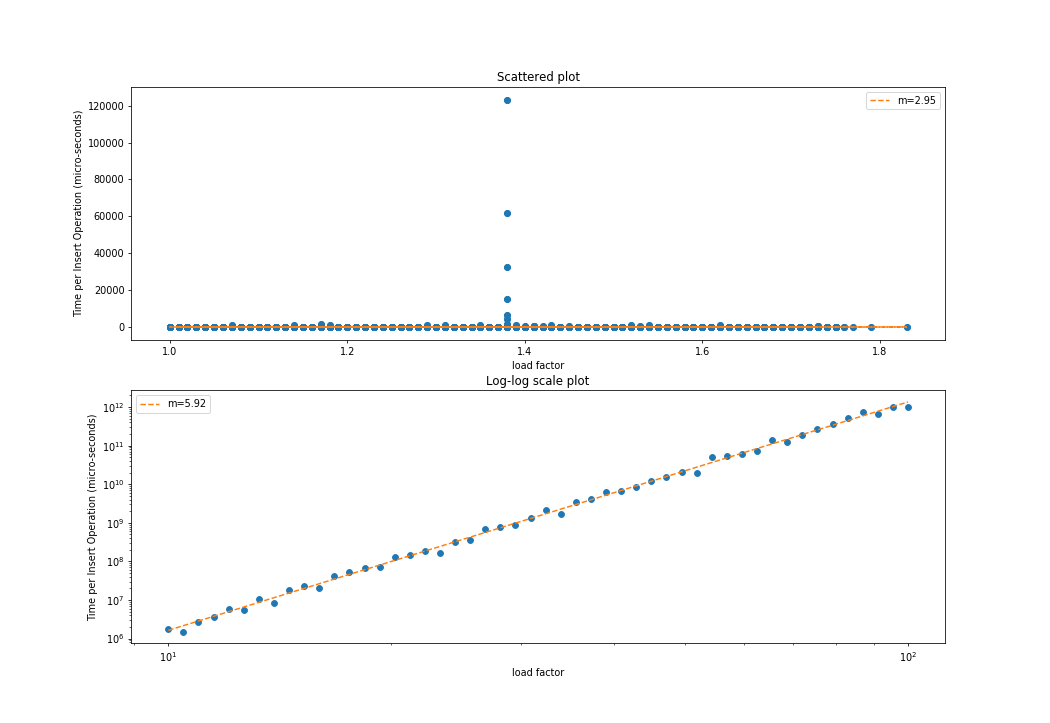 Scattered plot
Time per Insert Operation (micro-seconds)
120000
100000
80000
60000
40000
20000
0
m=2.95
1.0 1.2 1.4 1.6 1.8
load factor
Log-log scale plot
Time per Insert Operation (micro-seconds)
10¹²
10¹¹
10¹⁰
10⁹
10⁸
10⁷
10⁶
m=5.92
10¹ 10²
load factor